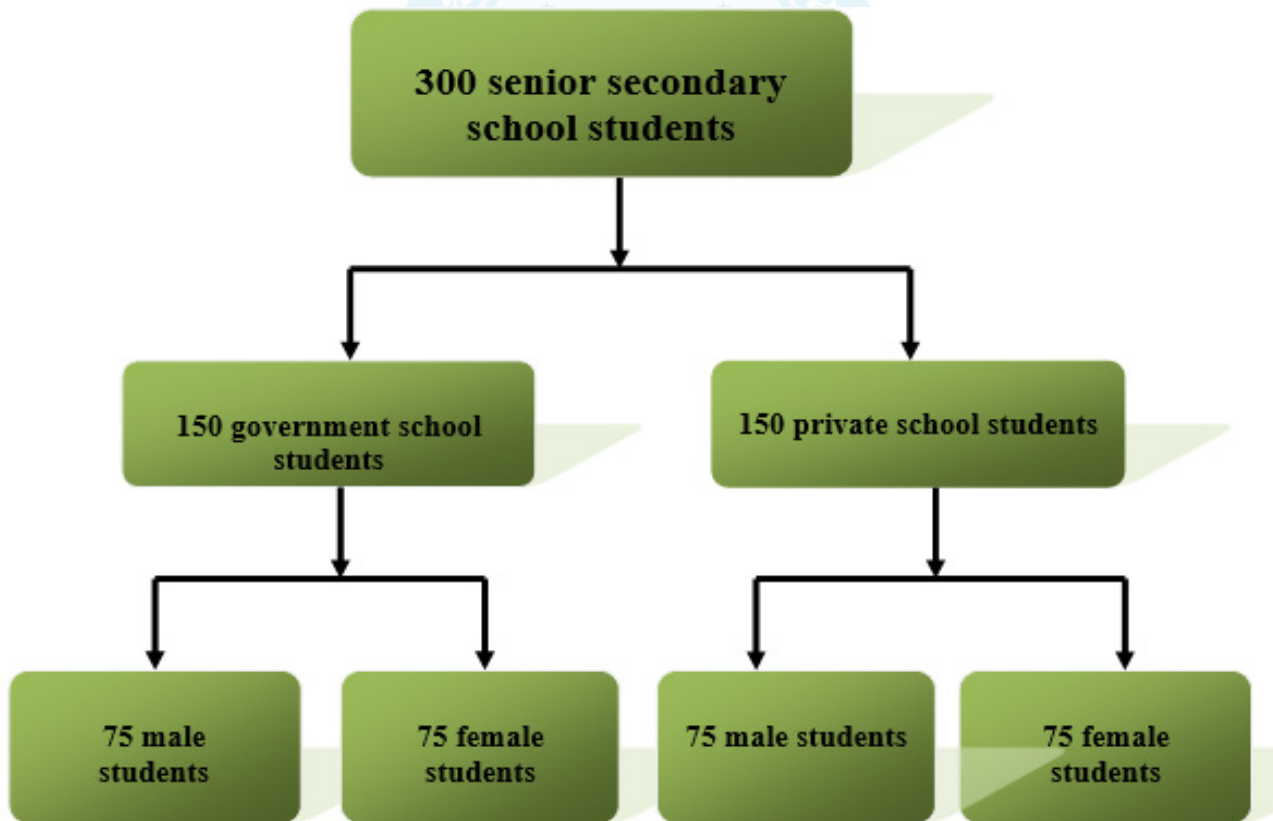 300 senior secondary
school students
150 government school
students
150 private school students
75 male
students
75 female
students
75 male students
75 female
students